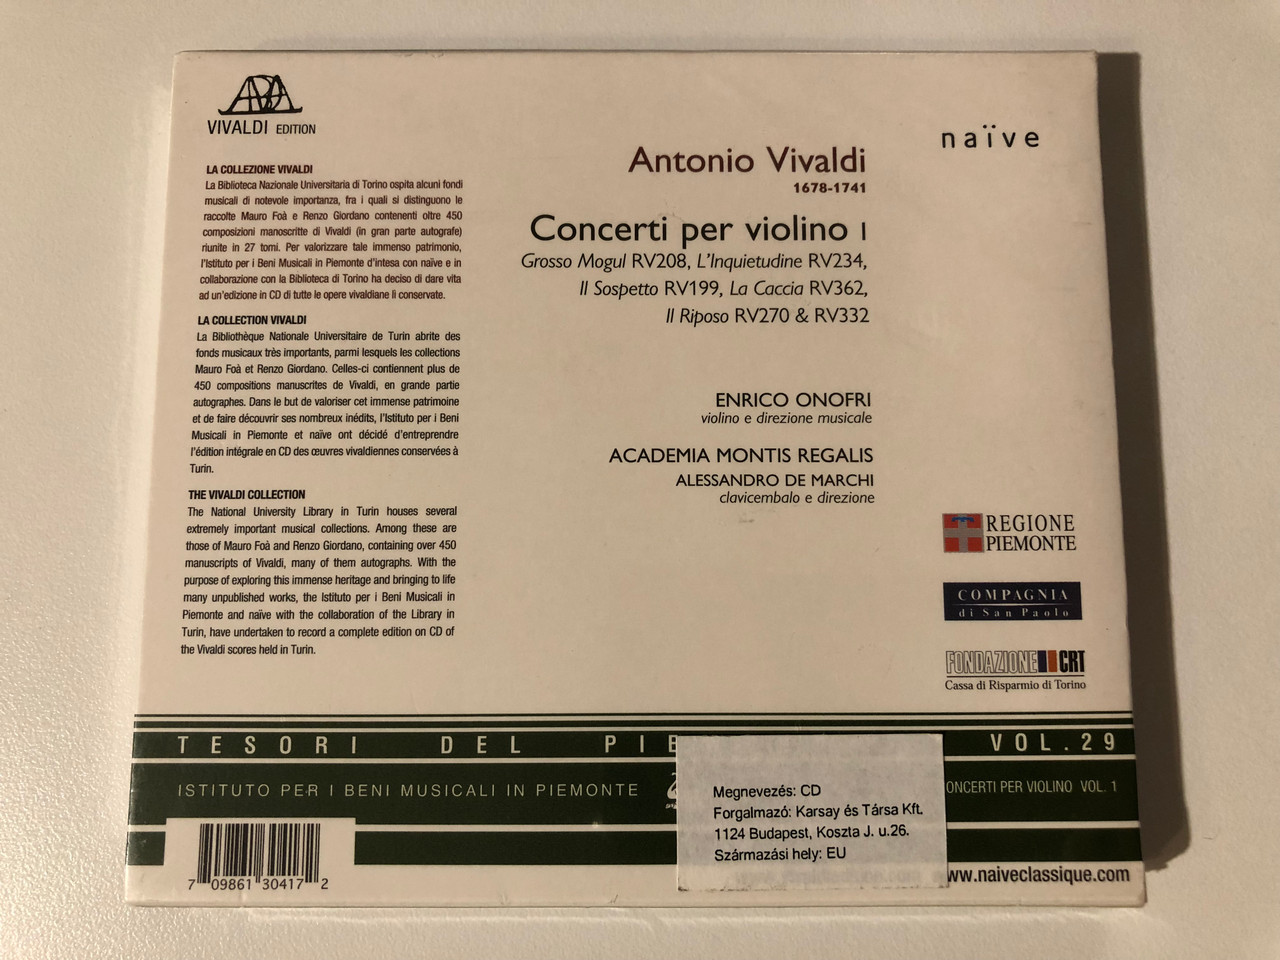 VIVALDI EDITION
LA COLLEZIONE VIVALDI
La Biblioteca Nazionale Universitaria di Torino ospita alcuni fondi
musicali di notevole importanza, fra i quali si distinguono le
raccolte Mauro Foà e Renzo Giordano contenenti oltre 450
composizioni manoscritte di Vivaldi (in gran parte autografe)
riunite in 27 tomi. Per valorizzare tale immenso patrimonio,
l'Istituto per i Beni Musicali in Piemonte d'intesa con naïve e in
collaborazione con la Biblioteca di Torino ha deciso di dare vita
ad un'edizione in CD di tutte le opere vivaldiane lì conservate.
LA COLLECTION VIVALDI
La Bibliothèque Nationale Universitaire de Turin abrite des
fonds musicaux très importants, parmi lesquels les collections
Mauro Foà et Renzo Giordano. Celles-ci contiennent plus de
450 compositions manuscrites de Vivaldi, en grande partie
autographes. Dans le but de valoriser cet immense patrimoine
et de faire découvrir ses nombreux inédits, l'Istituto per i Beni
Musicali in Piemonte et naïve ont décidé d'entreprendre
l'édition intégrale en CD des œuvres vivaldiennes conservées à
Turin.
THE VIVALDI COLLECTION
The National University Library in Turin houses several
extremely important musical collections. Among these are
those of Mauro Foà and Renzo Giordano, containing over 450
manuscripts of Vivaldi, many of them autographs. With the
purpose of exploring this immense heritage and bringing to life
many unpublished works, the Istituto per i Beni Musicali in
Piemonte and naïve with the collaboration of the Library in
Turin, have undertaken to record a complete edition on CD of
the Vivaldi scores held in Turin.
naïve
Antonio Vivaldi
1678-1741
Concerti per violino I
Grosso Mogul RV208, L'Inquietudine RV234,
Il Sospetto RV199, La Caccia RV362,
Il Riposo RV270 & RV332
ENRICO ONOFRI
violino e direzione musicale
ACADEMIA MONTIS REGALIS
ALESSANDRO DE MARCHI
clavicembalo e direzione
REGIONE
PIEMONTE
COMPAGNIA
di San Paolo
FONDAZIONE CRT
Cassa di Risparmio di Torino
TESORI DEL PIE VOL.29
ISTITUTO PER I BENI MUSICALI IN PIEMONTE
ONCERTI PER VIOLINO VOL. 1
Megnevezés: CD
Forgalmazó: Karsay és Társa Kft.
1124 Budapest, Koszta J. u.26.
Származási hely: EU
7 09861 30417 2
www.naiveclassique.com